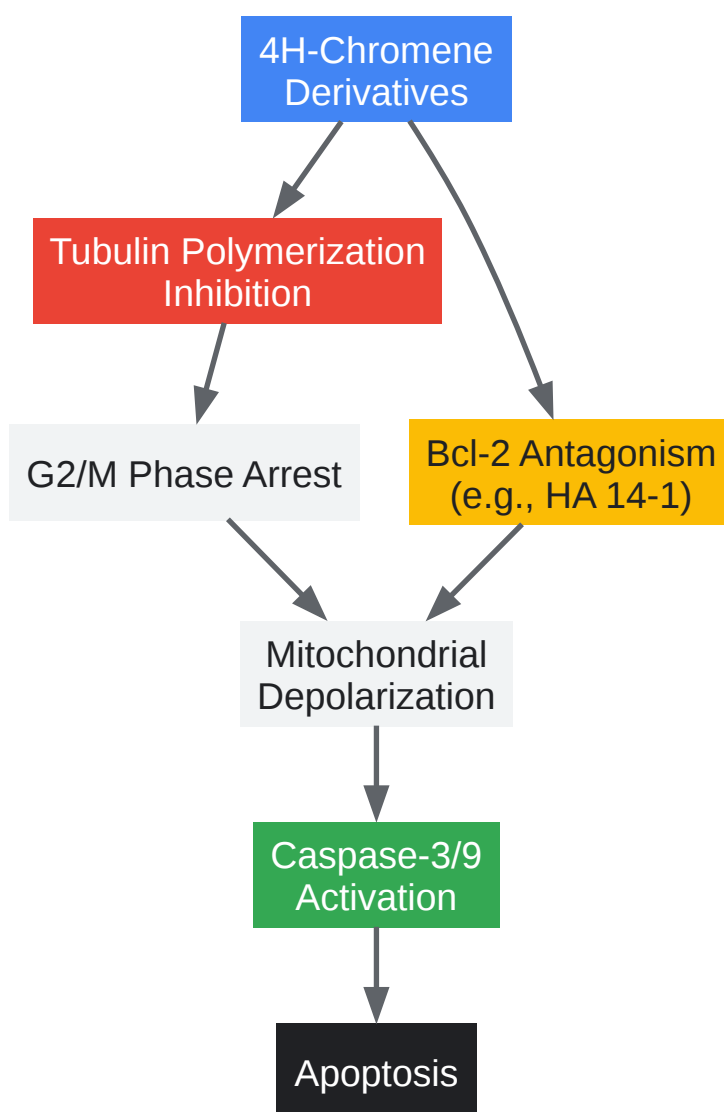 4H-Chromene
Derivatives
Tubulin Polymerization
Inhibition
G2/M Phase Arrest
Bcl-2 Antagonism
(e.g., HA 14-1)
Mitochondrial
Depolarization
Caspase-3/9
Activation
Apoptosis